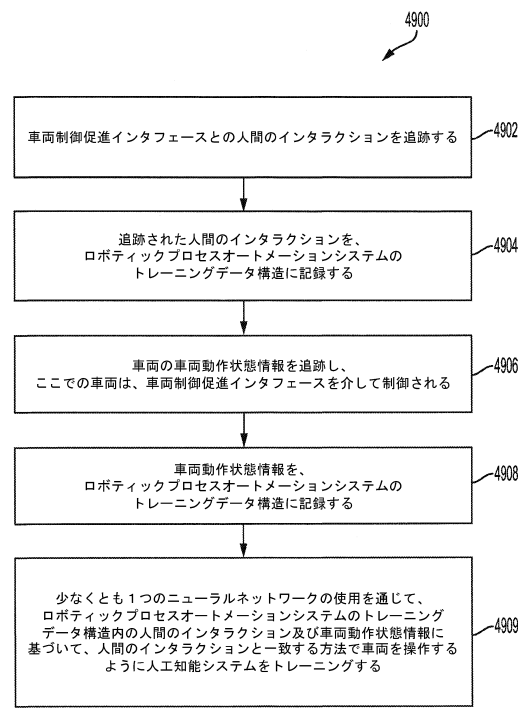 4900
車両制御促進インタフェースとの人間のインタラクションを追跡する
4902
追跡された人間のインタラクションを、
ロボティックプロセスオートメーションシステムの
トレーニングデータ構造に記録する
4904
車両の車両動作状態情報を追跡し、
ここでの車両は、車両制御促進インタフェースを介して制御される
4906
車両動作状態情報を、
ロボティックプロセスオートメーションシステムの
トレーニングデータ構造に記録する
4908
少なくとも1つのニューラルネットワークの使用を通じて、
ロボティックプロセスオートメーションシステムのトレーニング
データ構造内の人間のインタラクション及び車両動作状態情報に
基づいて、人間のインタラクションと一致する方法で車両を操作する
ように人工知能システムをトレーニングする
4909